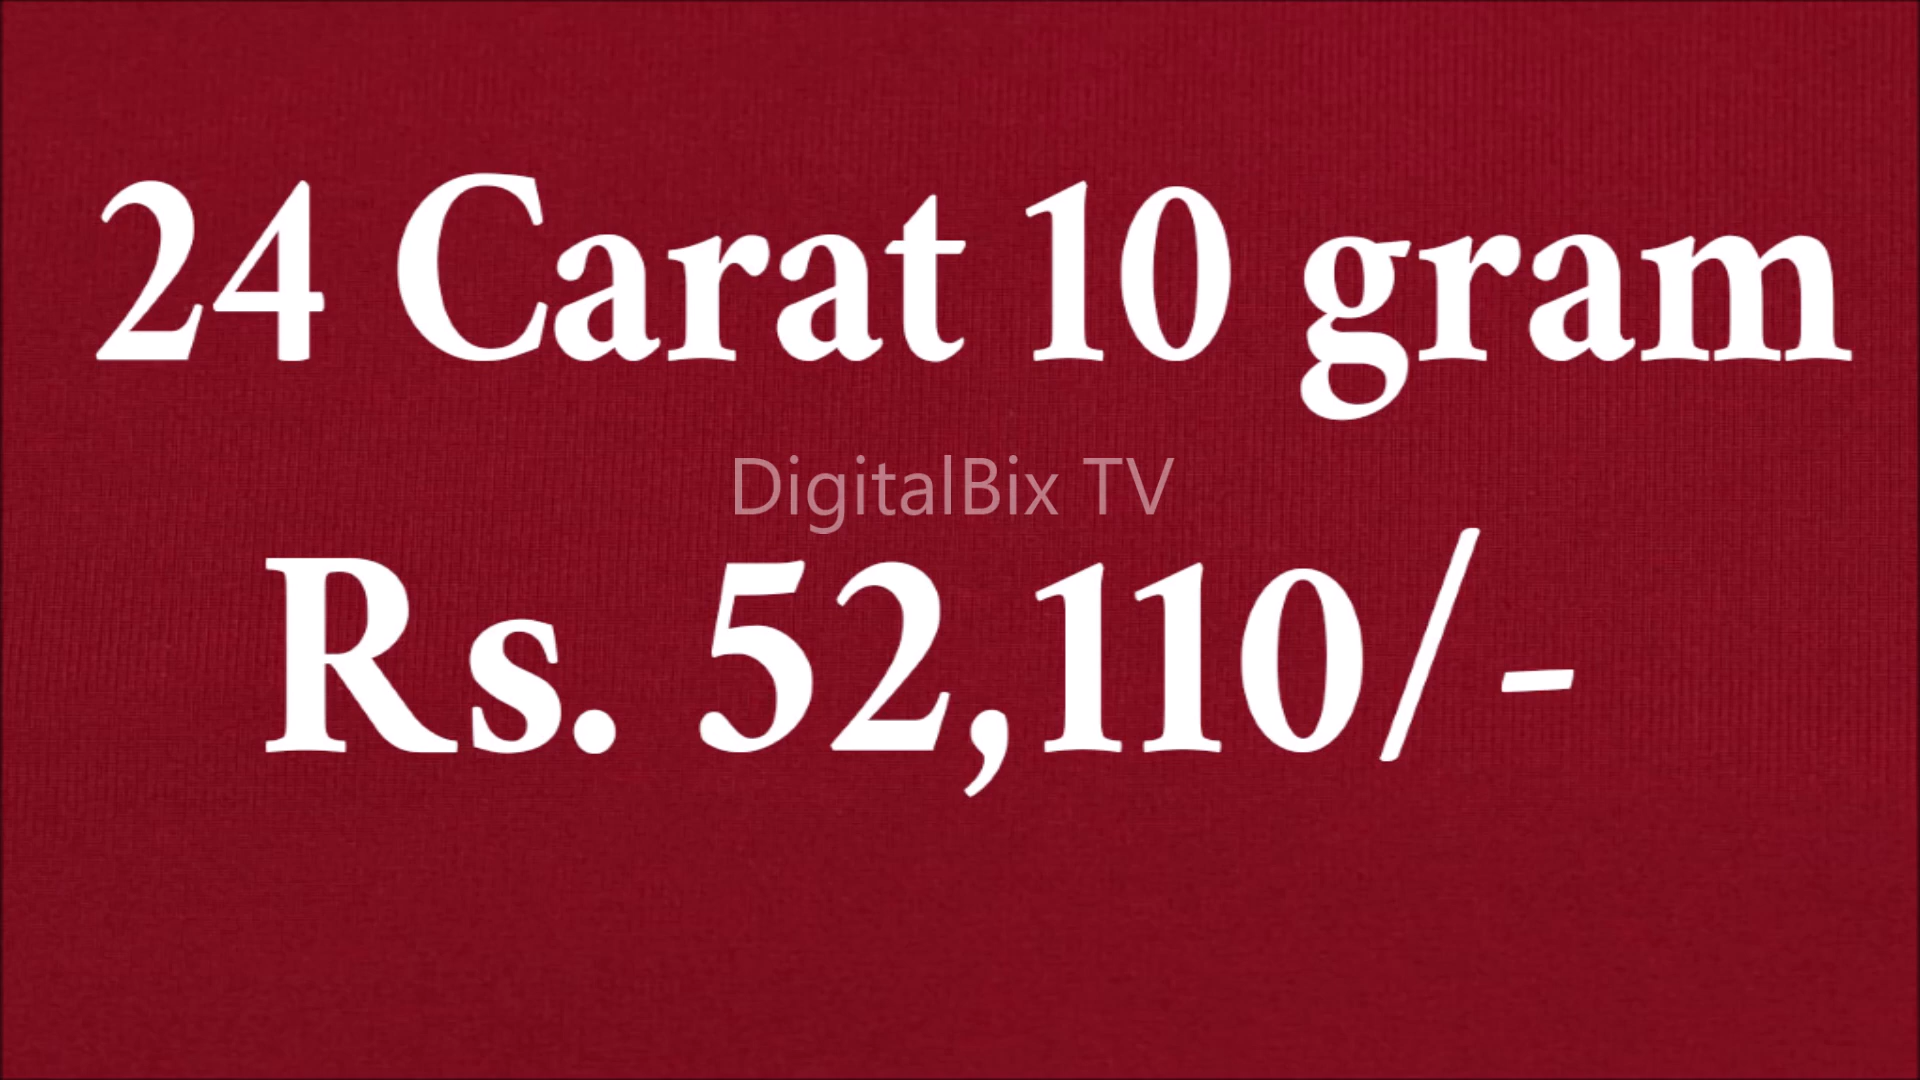 24 Carat 10 gram
DigitalBix TV
Rs. 52,110/-